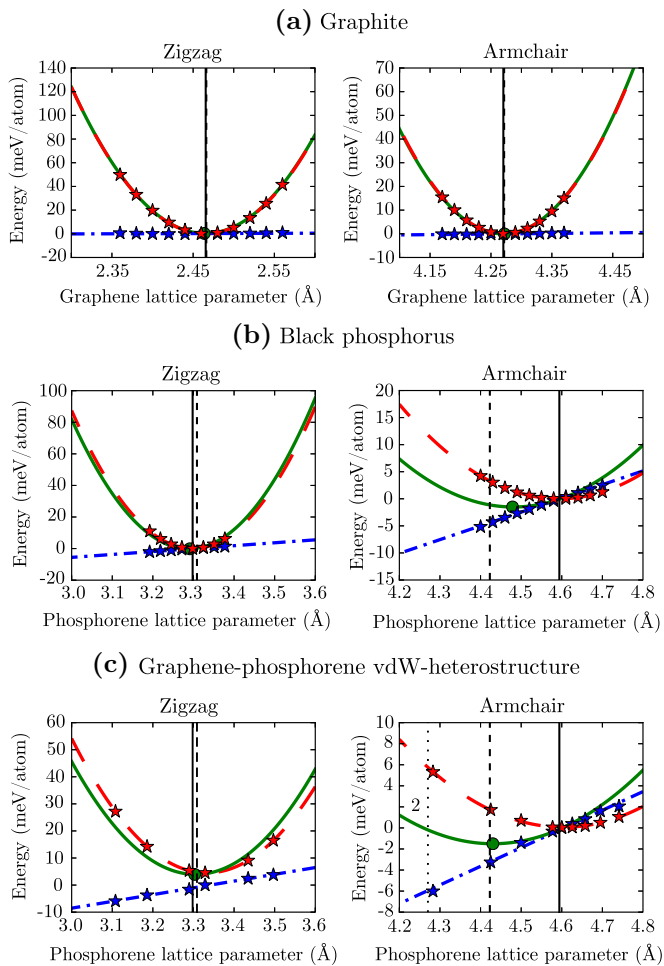 (a) Graphite
Zigzag
Armchair
Energy (meV/atom)
140
120
100
80
60
40
20
0
-20
2.35 2.45 2.55
Graphene lattice parameter (Å)
Energy (meV/atom)
70
60
50
40
30
20
10
0
-10
4.15 4.25 4.35 4.45
Graphene lattice parameter (Å)
(b) Black phosphorus
Zigzag
Armchair
Energy (meV/atom)
100
80
60
40
20
0
-20
3.0 3.1 3.2 3.3 3.4 3.5 3.6
Phosphorene lattice parameter (Å)
Energy (meV/atom)
20
15
10
5
0
-5
-10
-15
4.2 4.3 4.4 4.5 4.6 4.7 4.8
Phosphorene lattice parameter (Å)
(c) Graphene-phosphorene vdW-heterostructure
Zigzag
Armchair
Energy (meV/atom)
60
50
40
30
20
10
0
-10
3.0 3.1 3.2 3.3 3.4 3.5 3.6
Phosphorene lattice parameter (Å)
Energy (meV/atom)
10
8
6
4
2
0
-2
-4
-6
-8
2
4.2 4.3 4.4 4.5 4.6 4.7 4.8
Phosphorene lattice parameter (Å)